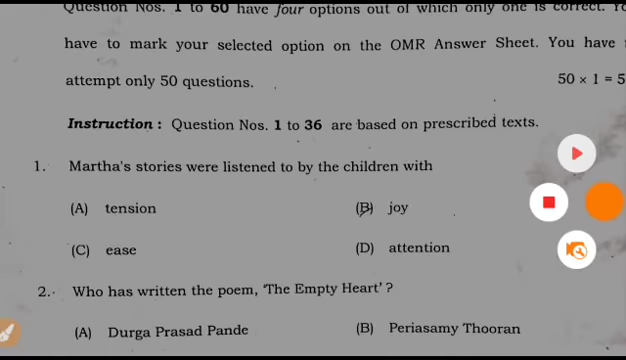 Question Nos. 1 to 60 have four options out of which only one is correct.
have to mark your selected option on the OMR Answer Sheet. You have
attempt only 50 questions. 50 × 1 = 5
Instruction : Question Nos. 1 to 36 are based on prescribed texts.
1. Martha's stories were listened to by the children with
(A) tension (B) joy
(C) ease (D) attention
2. Who has written the poem, 'The Empty Heart' ?
(A) Durga Prasad Pande (B) Periasamy Thooran